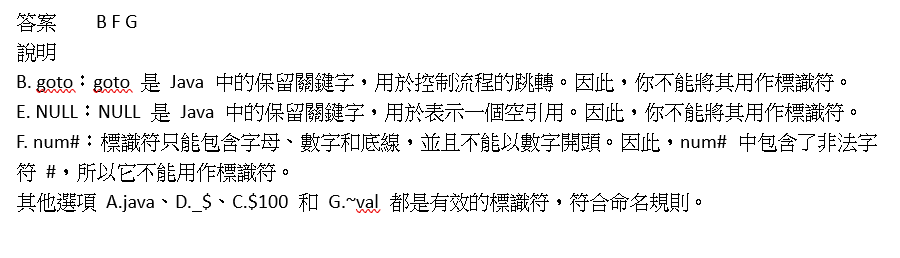 答案 B F G
說明
B. goto：goto 是 Java 中的保留關鍵字，用於控制流程的跳轉。因此，你不能將其用作標識符。
E. NULL：NULL 是 Java 中的保留關鍵字，用於表示一個空引用。因此，你不能將其用作標識符。
F. num#：標識符只能包含字母、數字和底線，並且不能以數字開頭。因此，num# 中包含了非法字
符 #，所以它不能用作標識符。
其他選項 A.java、D._$、C.$100 和 G.~val 都是有效的標識符，符合命名規則。